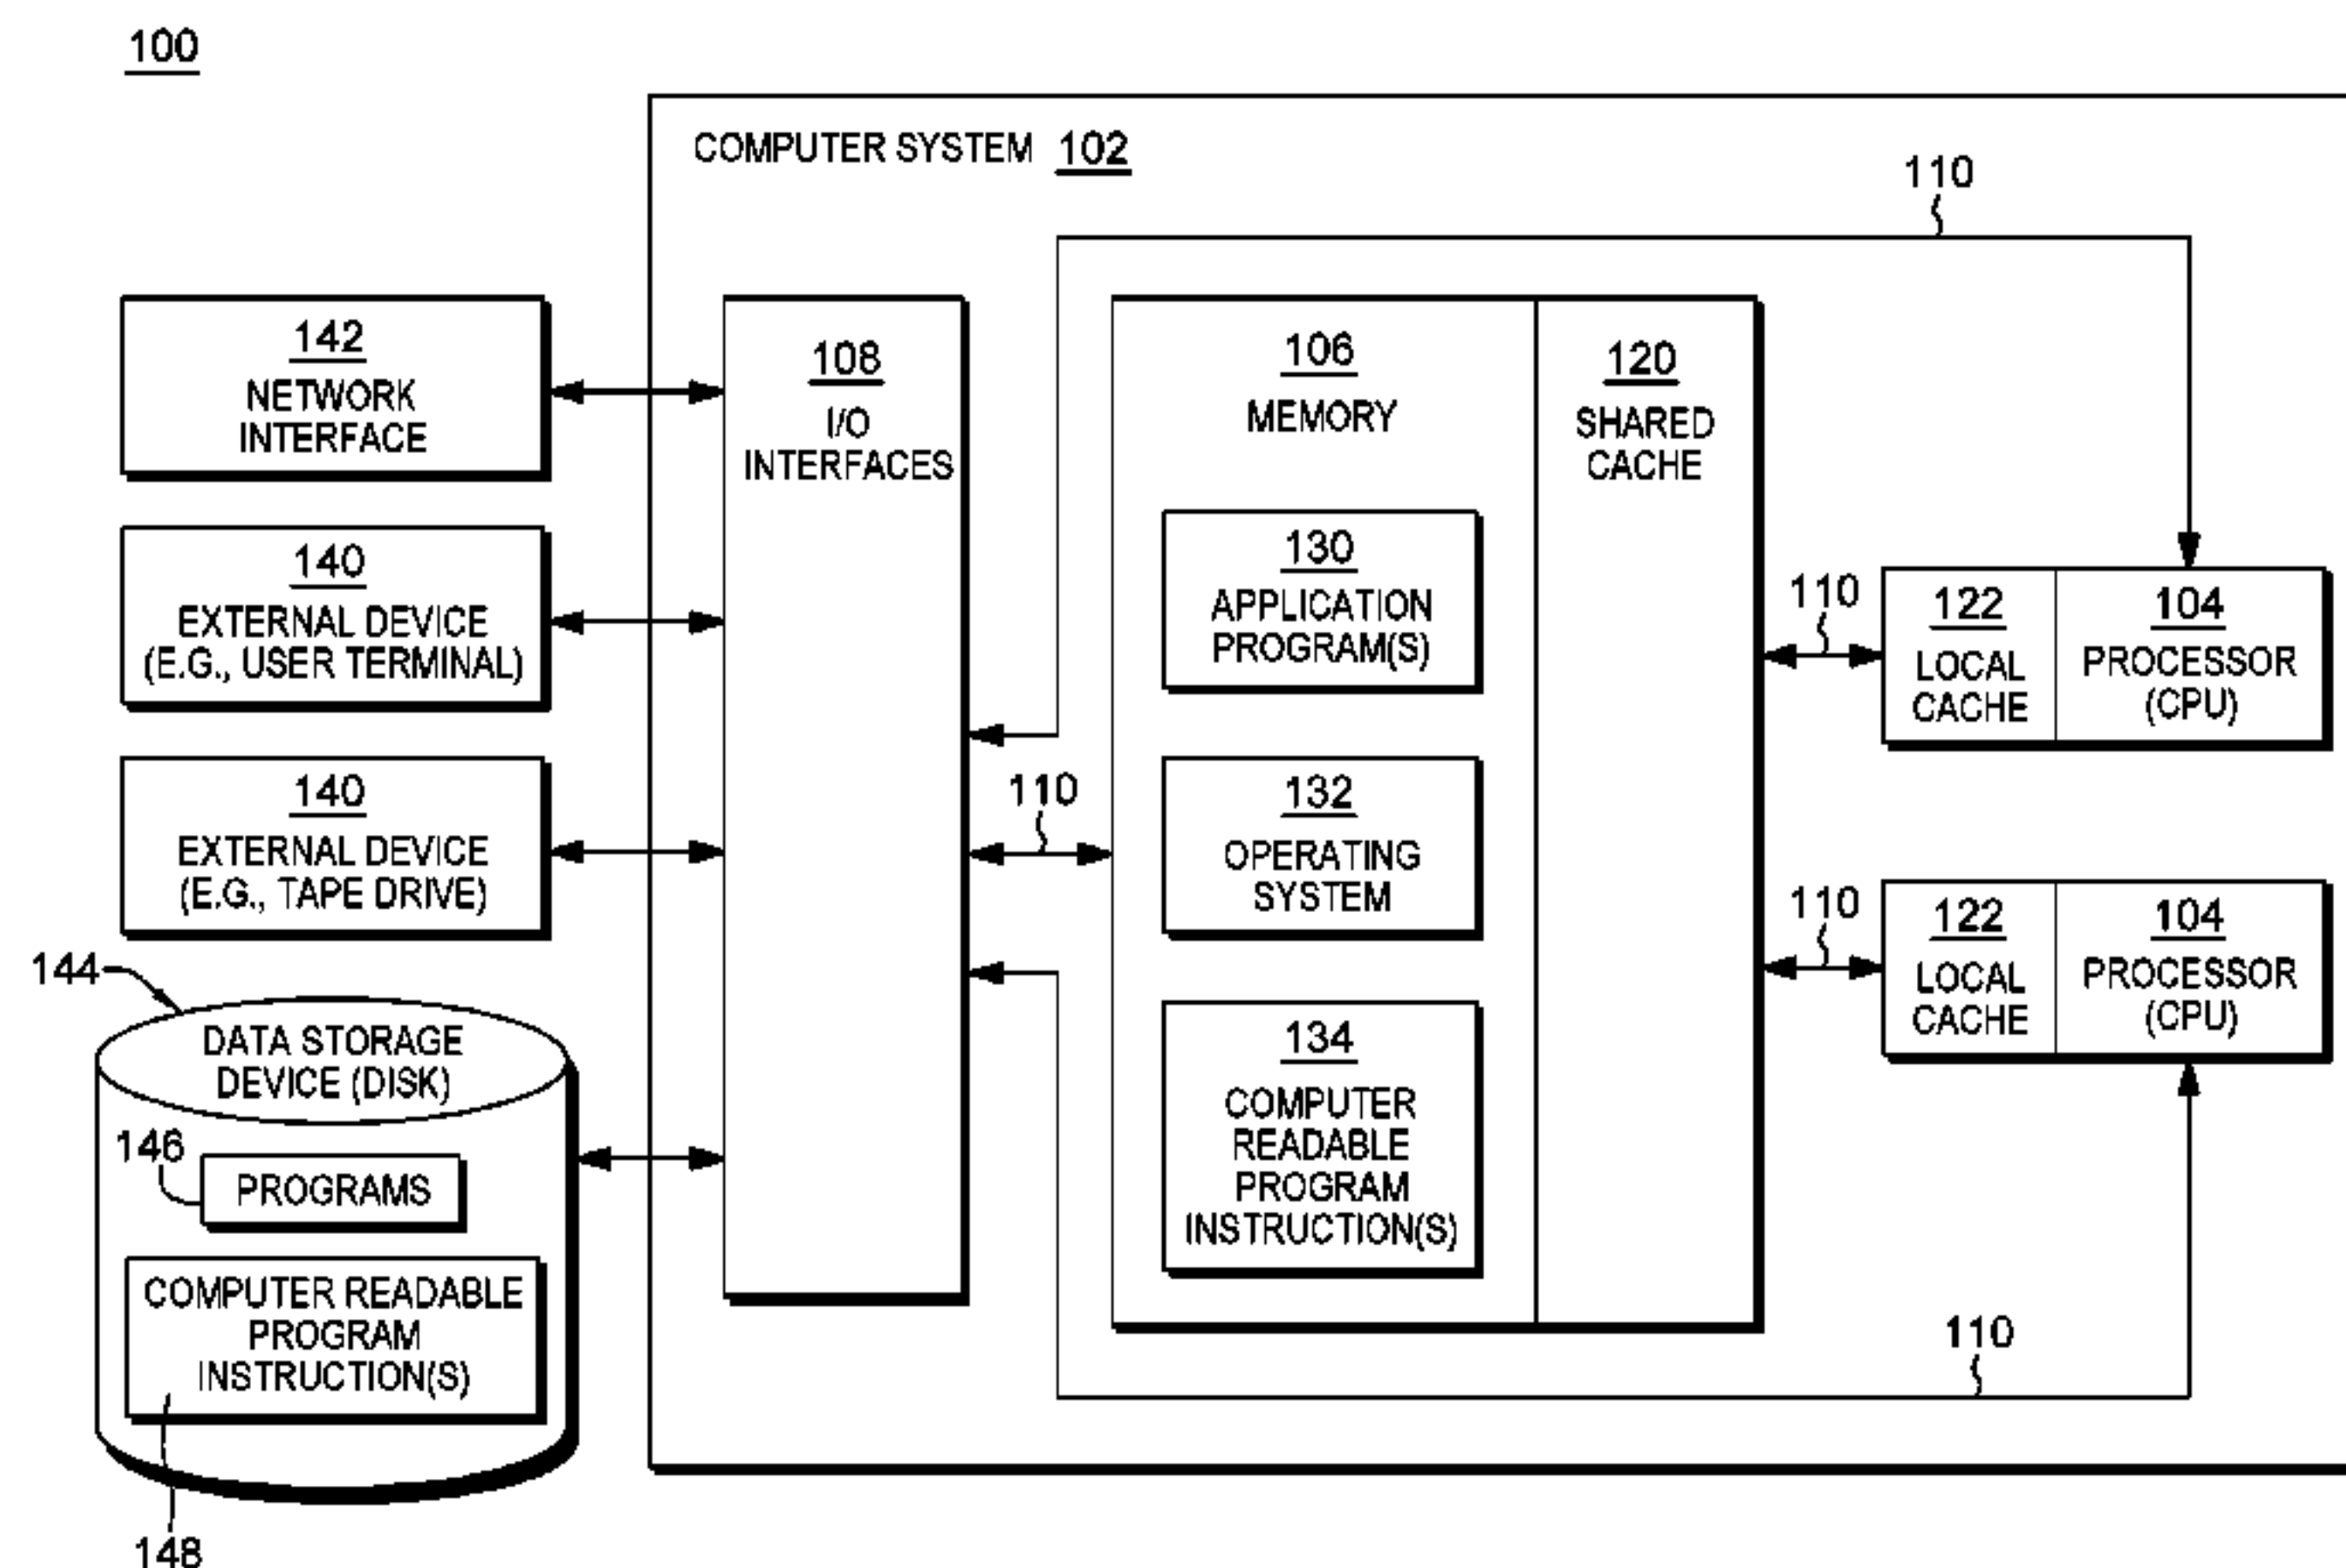 100
COMPUTER SYSTEM 102
110
142
NETWORK
INTERFACE
140
EXTERNAL DEVICE
(E.G., USER TERMINAL)
140
EXTERNAL DEVICE
(E.G., TAPE DRIVE)
144
DATA STORAGE
DEVICE (DISK)
146
PROGRAMS
COMPUTER READABLE
PROGRAM
INSTRUCTION(S)
148
108
I/O
INTERFACES
110
106
MEMORY
130
APPLICATION
PROGRAM(S)
132
OPERATING
SYSTEM
134
COMPUTER
READABLE
PROGRAM
INSTRUCTION(S)
120
SHARED
CACHE
110
122
LOCAL
CACHE
104
PROCESSOR
(CPU)
110
122
LOCAL
CACHE
104
PROCESSOR
(CPU)
110